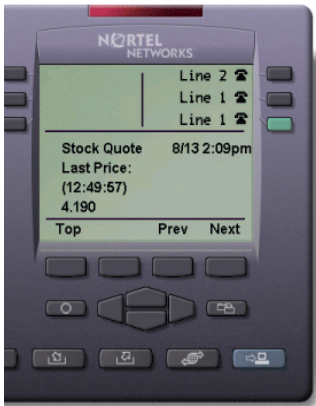 NORTEL
NETWORKS
Line 2
Line 1
Line 1
Stock Quote 8/13 2:09pm
Last Price:
(12:49:57)
4.190
Top Prev Next